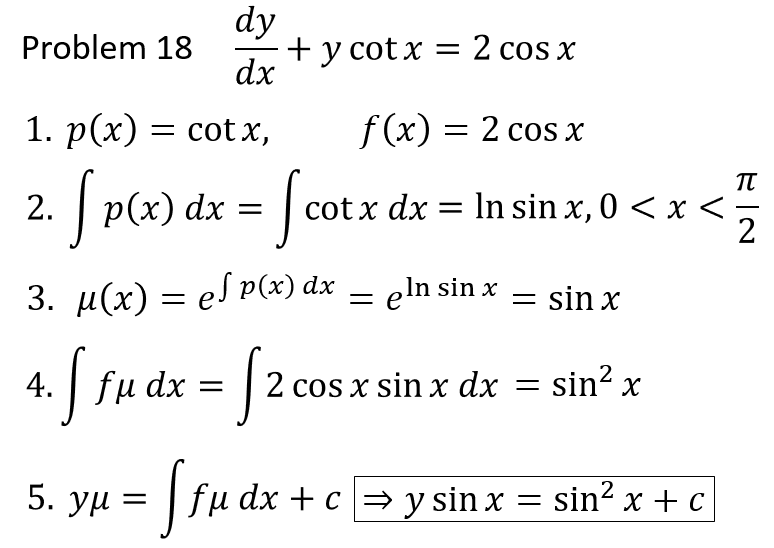 Problem 18 dy/dx + y cot x = 2 cos x
1. p(x) = cot x, f(x) = 2 cos x
2. ∫ p(x) dx = ∫ cot x dx = ln sin x, 0 < x < π/2
3. μ(x) = e^{∫ p(x) dx} = e^{ln sin x} = sin x
4. ∫ fμ dx = ∫ 2 cos x sin x dx = sin² x
5. yμ = ∫ fμ dx + c ⇒ y sin x = sin² x + c